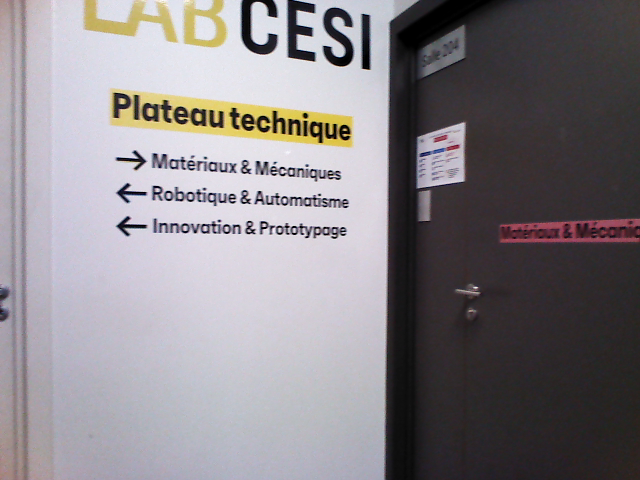 LAB CESI
Plateau technique
→ Matériaux & Mécaniques
← Robotique & Automatisme
← Innovation & Prototypage
Salle 204
Matériaux & Mécanic